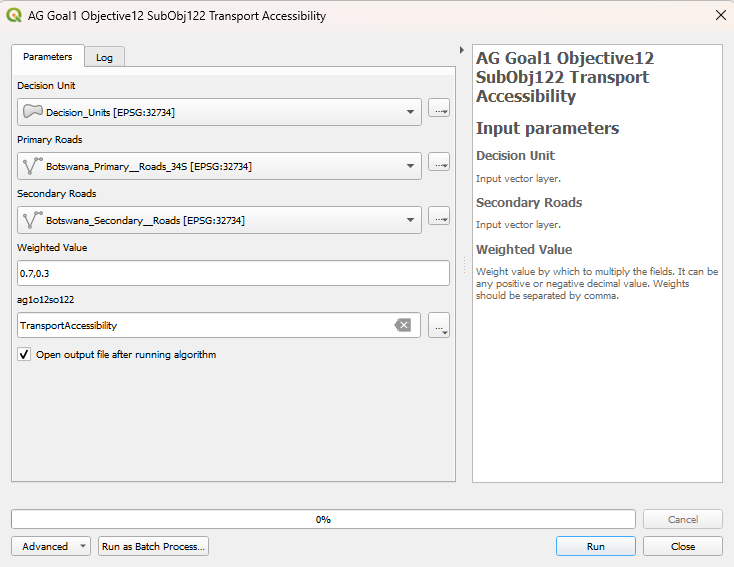 AG Goal1 Objective12 SubObj122 Transport Accessibility
Parameters
Log
Decision Unit
Decision_Units [EPSG:32734]
...
Primary Roads
Botswana_Primary__Roads_34S [EPSG:32734]
...
Secondary Roads
Botswana_Secondary__Roads [EPSG:32734]
...
Weighted Value
0.7,0.3
ag1o12so122
TransportAccessibility
...
Open output file after running algorithm
AG Goal1 Objective12
SubObj122 Transport
Accessibility
Input parameters
Decision Unit
Input vector layer.
Secondary Roads
Input vector layer.
Weighted Value
Weight value by which to multiply the fields. It can be
any positive or negative decimal value. Weights
should be separated by comma.
0%
Cancel
Advanced
Run as Batch Process...
Run
Close